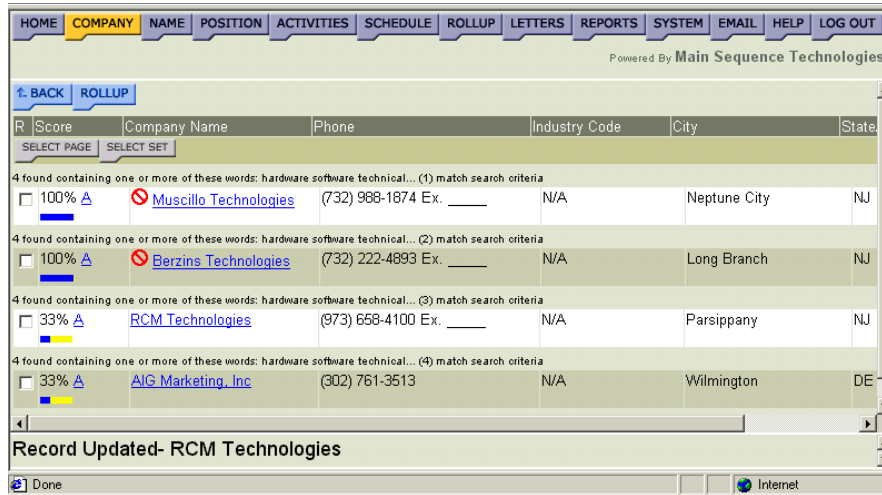 HOME COMPANY NAME POSITION ACTIVITIES SCHEDULE ROLLUP LETTERS REPORTS SYSTEM EMAIL HELP LOG OUT
Powered By Main Sequence Technologies
BACK ROLLUP
R Score Company Name Phone Industry Code City State
SELECT PAGE SELECT SET
4 found containing one or more of these words: hardware software technical... (1) match search criteria
100% A Muscillo Technologies (732) 988-1874 Ex. _____ N/A Neptune City NJ
4 found containing one or more of these words: hardware software technical... (2) match search criteria
100% A Berzins Technologies (732) 222-4893 Ex. _____ N/A Long Branch NJ
4 found containing one or more of these words: hardware software technical... (3) match search criteria
33% A RCM Technologies (973) 658-4100 Ex. _____ N/A Parsippany NJ
4 found containing one or more of these words: hardware software technical... (4) match search criteria
33% A AIG Marketing, Inc (302) 761-3513 N/A Wilmington DE
Record Updated- RCM Technologies
Done Internet